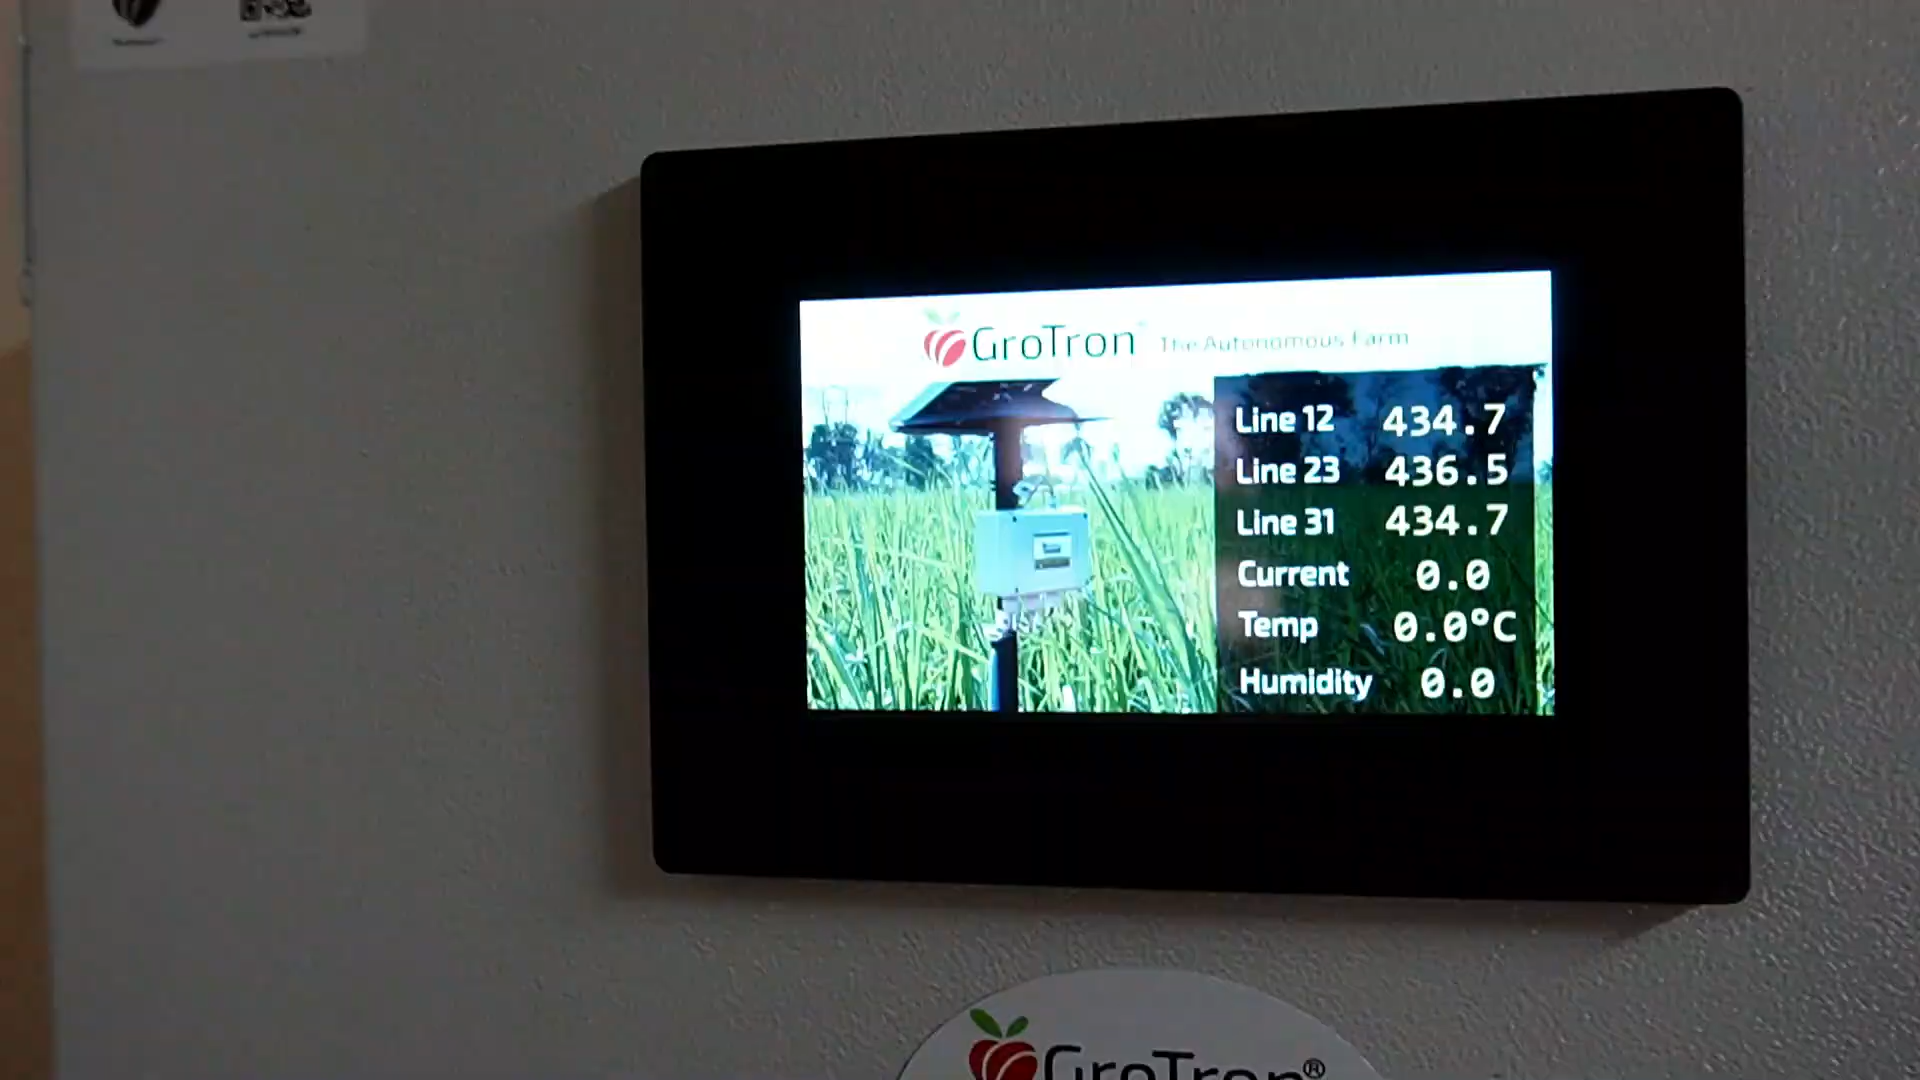 GroTron™ The Autonomous Farm
Line 12 434.7
Line 23 436.5
Line 31 434.7
Current 0.0
Temp 0.0°C
Humidity 0.0
GroTron®